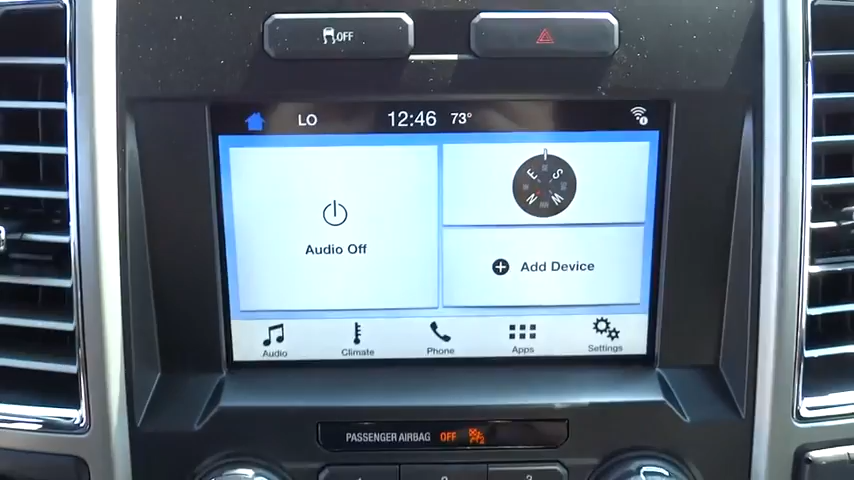 OFF
LO 12:46 73°
E S
N W
Audio Off
Add Device
Audio Climate Phone Apps Settings
PASSENGER AIRBAG OFF